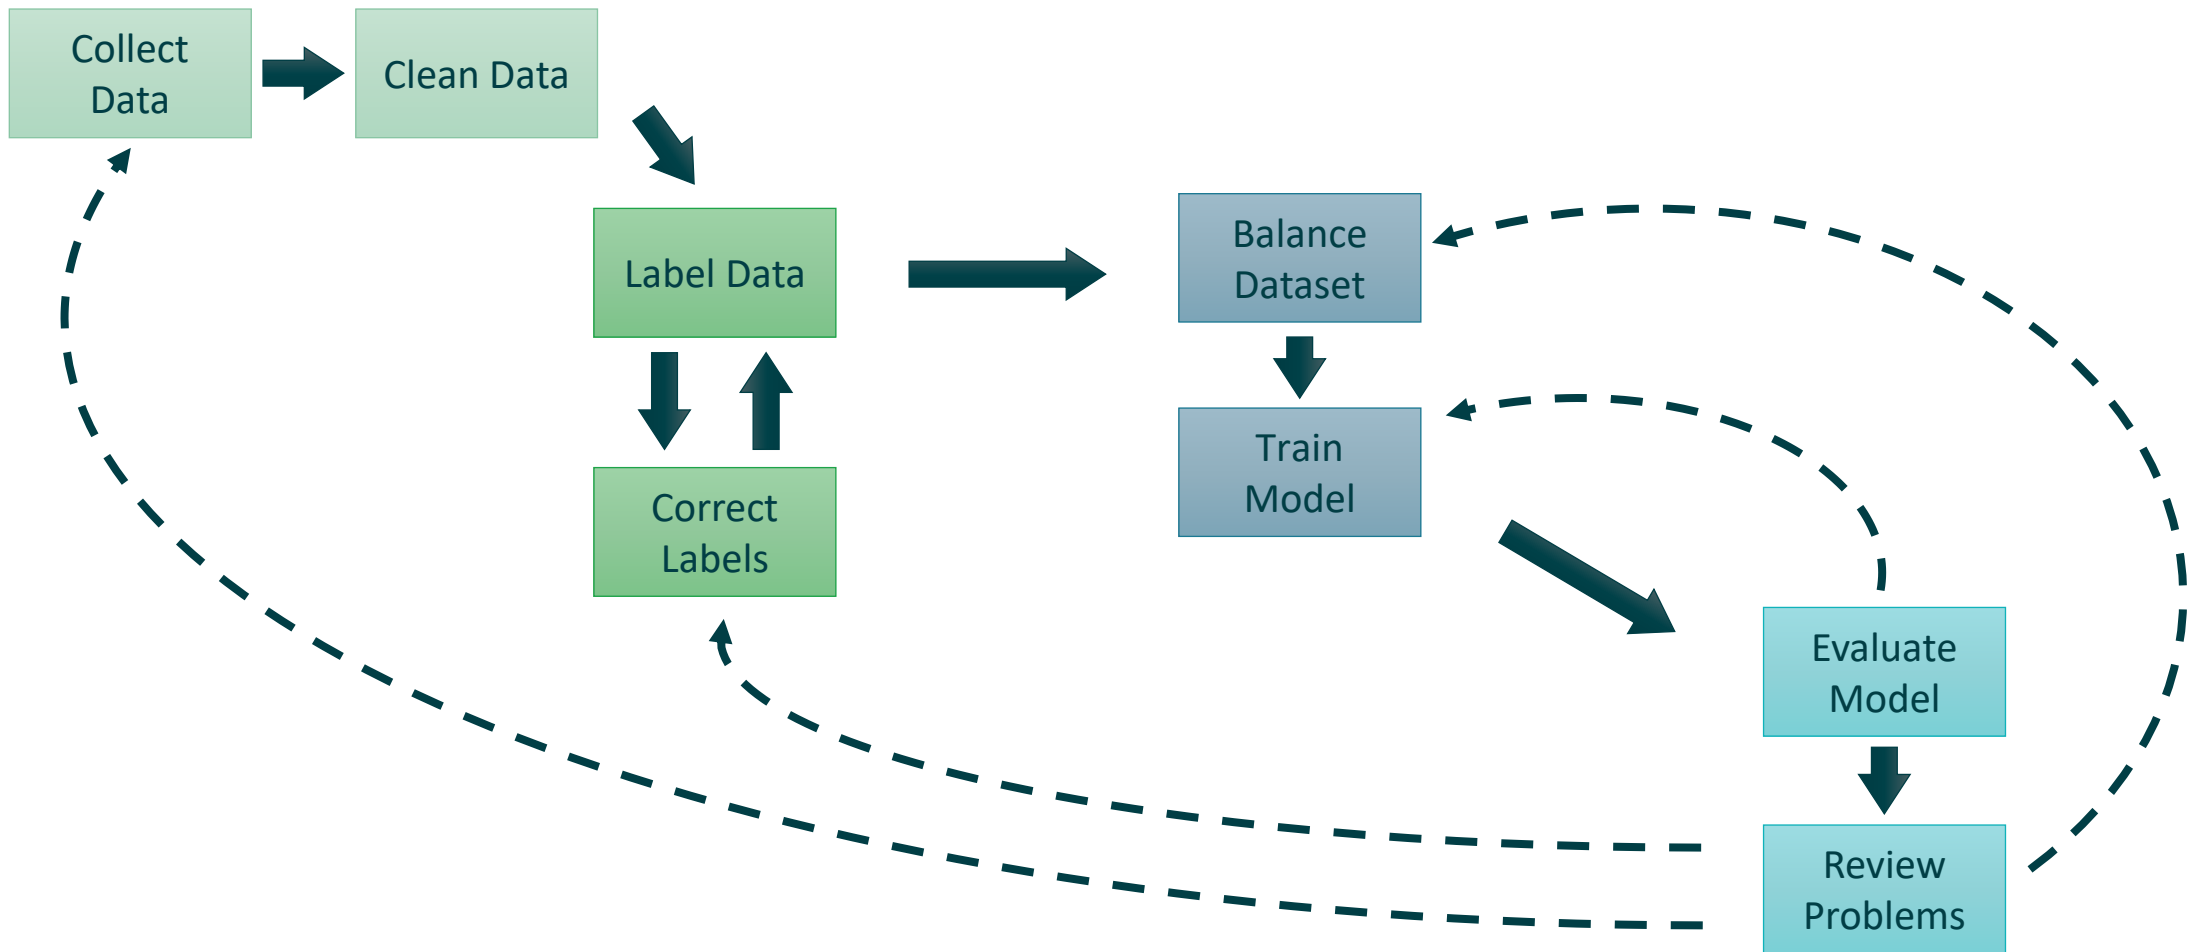 Collect
Data
Clean Data
Label Data
Correct
Labels
Balance
Dataset
Train
Model
Evaluate
Model
Review
Problems